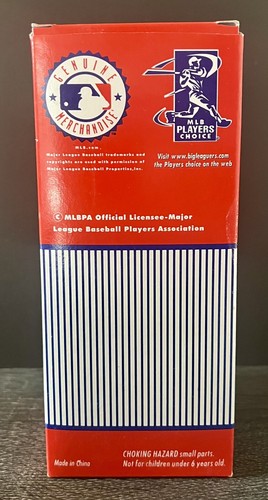 GENUINE
MERCHANDISE
MLB.com.
Major League Baseball trademarks and
copyrights are used with permission of
Major League Baseball Properties,Inc.
MLB
PLAYERS
CHOICE
Visit www.bigleaguers.com
the Players choice on the web
© MLBPA Official Licensee-Major
League Baseball Players Association
Made in China
CHOKING HAZARD small parts.
Not for children under 6 years old.